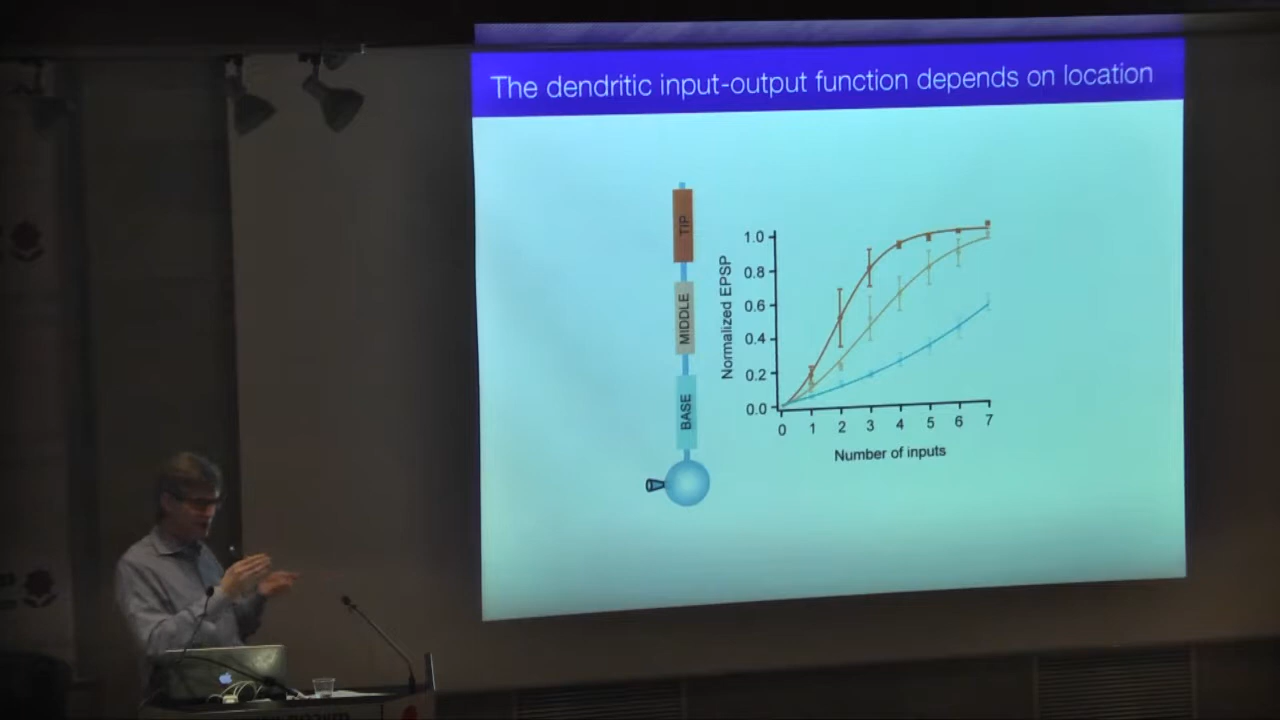 The dendritic input-output function depends on location
TIP
MIDDLE
BASE
Normalized EPSP
1.0
0.8
0.6
0.4
0.2
0.0
0 1 2 3 4 5 6 7
Number of inputs